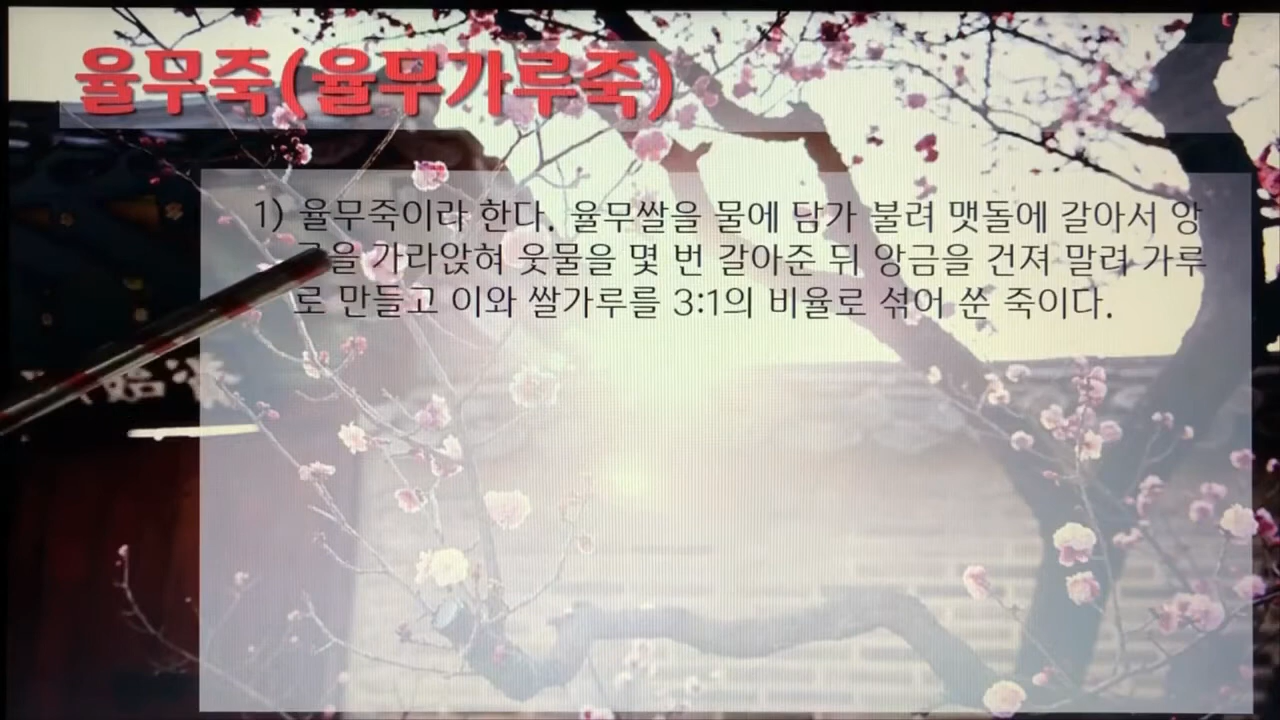 율무죽(율무가루죽)
1) 율무죽이라 한다. 율무쌀을 물에 담가 불려 맷돌에 갈아서 앙
을 가라앉혀 웃물을 몇 번 갈아준 뒤 앙금을 건져 말려 가루
로 만들고 이와 쌀가루를 3:1의 비율로 섞어 쑨 죽이다.